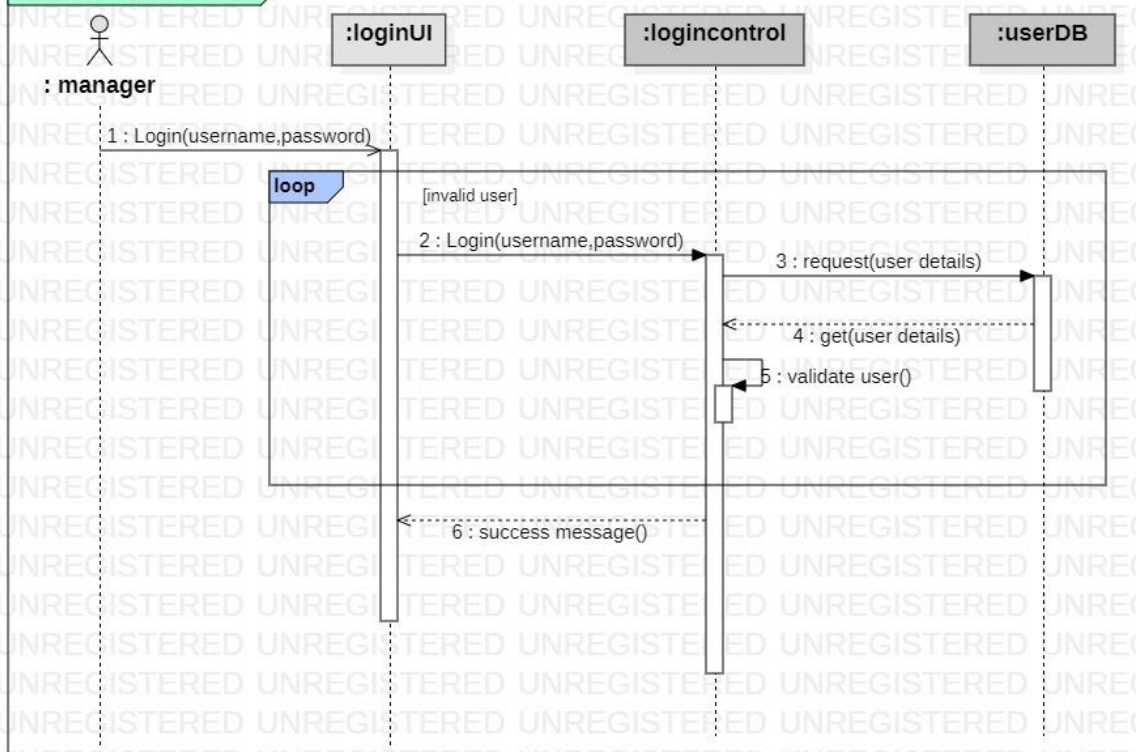 :loginUI
:logincontrol
:userDB
: manager
1 : Login(username,password)
loop
[invalid user]
2 : Login(username,password)
3 : request(user details)
4 : get(user details)
5 : validate user()
6 : success message()
UNREGISTERED